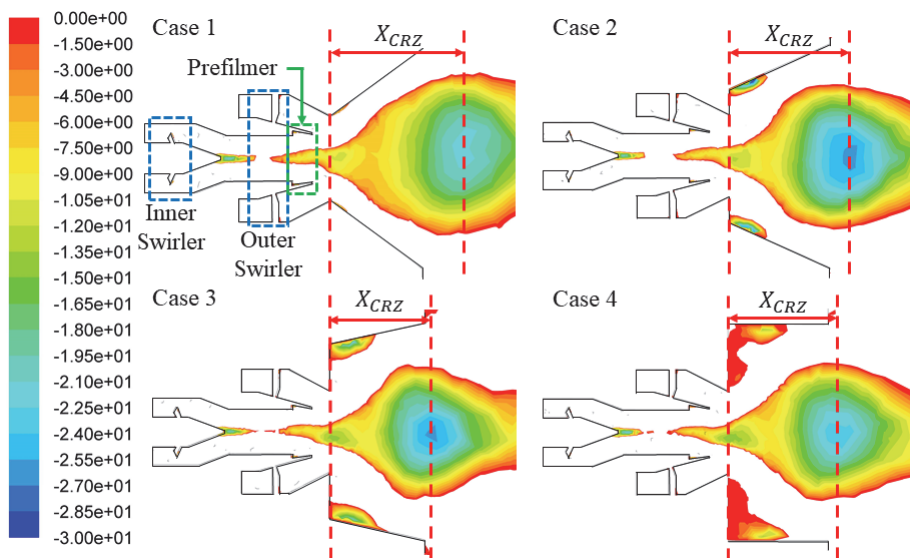 0.00e+00
-1.50e+00
-3.00e+00
-4.50e+00
-6.00e+00
-7.50e+00
-9.00e+00
-1.05e+01
-1.20e+01
-1.35e+01
-1.50e+01
-1.65e+01
-1.80e+01
-1.95e+01
-2.10e+01
-2.25e+01
-2.40e+01
-2.55e+01
-2.70e+01
-2.85e+01
-3.00e+01
Case 1
X_CRZ
Prefilmer
Inner
Swirler
Outer
Swirler
Case 2
X_CRZ
Case 3
X_CRZ
Case 4
X_CRZ